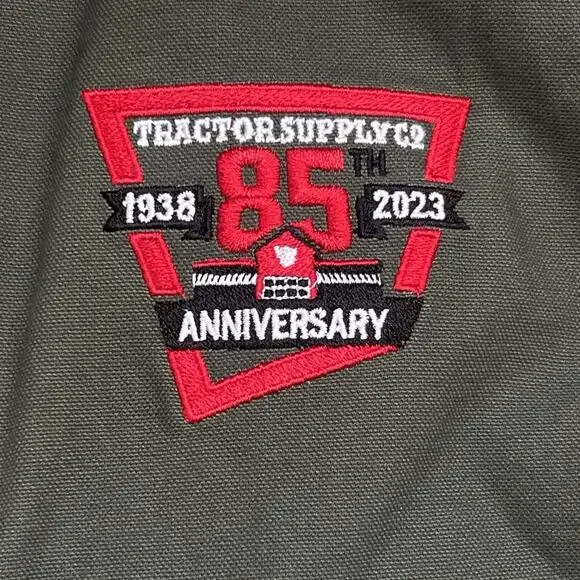 TRACTOR SUPPLY CO
85TH
1938 2023
ANNIVERSARY